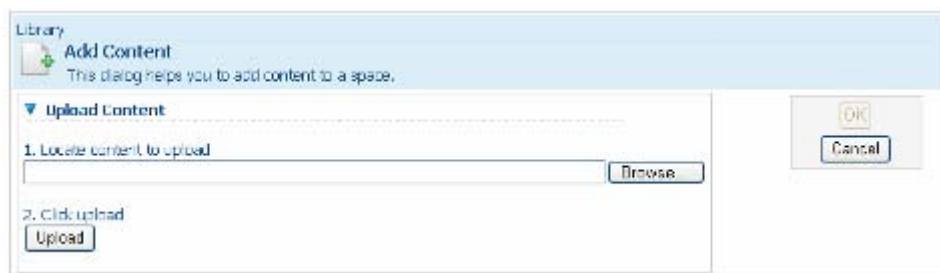 Library
Add Content
This dialog helps you to add content to a space.
Upload Content
OK
1. Locate content to upload
Cancel
Browse...
2. Click upload
Upload